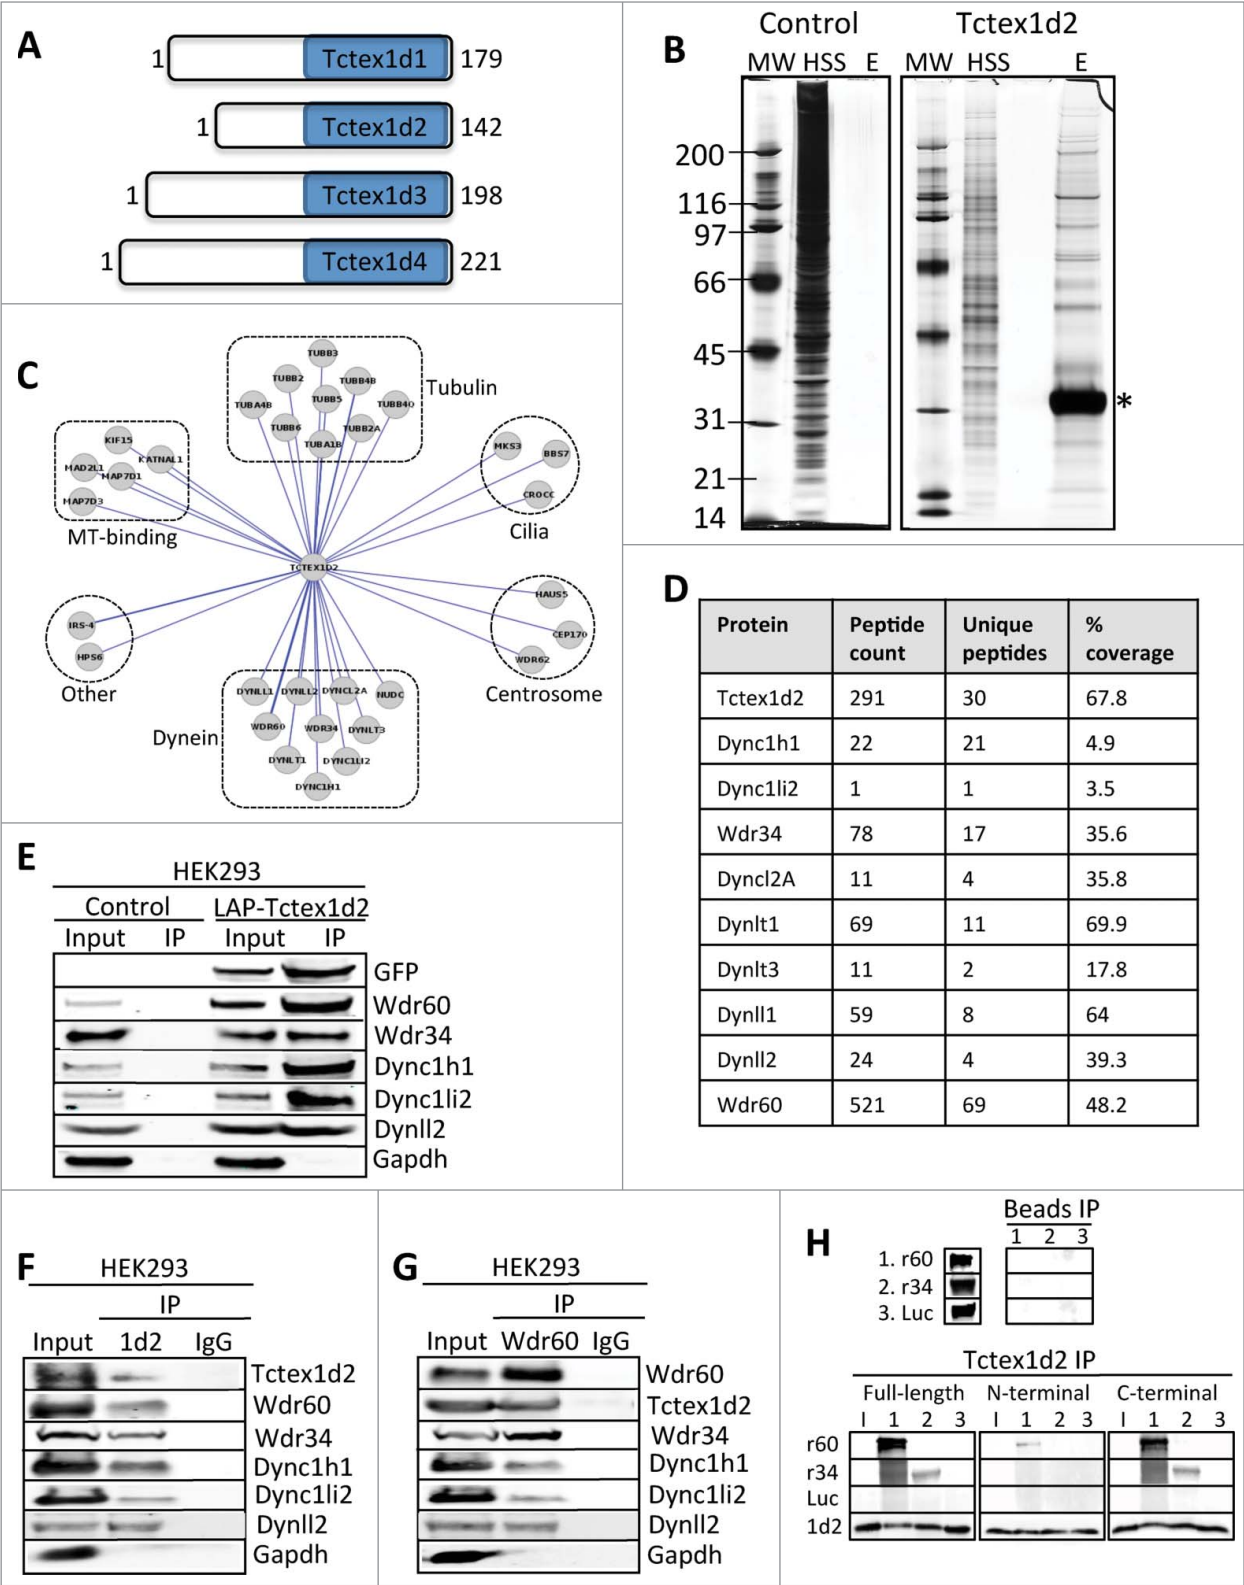 A
1 Tctex1d1 179
1 Tctex1d2 142
1 Tctex1d3 198
1 Tctex1d4 221
B
Control Tctex1d2
MW HSS E MW HSS E
200
116
97
66
45
31
21
14
*
C
TUBB3
TUBB2
TUBB4B
TUBA4B
TUBB5
TUBB4Q
TUBB6
TUBB2A
TUBA1B
Tubulin
KIF15
MAD2L1
KATNAL1
MAP7D1
MAP7D3
MT-binding
MKS3
BBS7
CROCC
Cilia
TCTEX1D2
IRS-4
HPS6
Other
HAUS5
CEP170
WDR62
Centrosome
DYNLL1
DYNLL2
DYNCL2A
NUDC
WDR60
WDR34
DYNLT3
DYNLT1
DYNC1LI2
DYNC1H1
Dynein
D
Protein Peptide count Unique peptides % coverage
Tctex1d2 291 30 67.8
Dync1h1 22 21 4.9
Dync1li2 1 1 3.5
Wdr34 78 17 35.6
Dyncl2A 11 4 35.8
Dynlt1 69 11 69.9
Dynlt3 11 2 17.8
Dynll1 59 8 64
Dynll2 24 4 39.3
Wdr60 521 69 48.2
E
HEK293
Control LAP-Tctex1d2
Input IP Input IP
GFP
Wdr60
Wdr34
Dync1h1
Dync1li2
Dynll2
Gapdh
F
HEK293
IP
Input 1d2 IgG
Tctex1d2
Wdr60
Wdr34
Dync1h1
Dync1li2
Dynll2
Gapdh
G
HEK293
IP
Input Wdr60 IgG
Wdr60
Tctex1d2
Wdr34
Dync1h1
Dync1li2
Dynll2
Gapdh
H
Beads IP
1 2 3
1. r60
2. r34
3. Luc
Tctex1d2 IP
Full-length N-terminal C-terminal
I 1 2 3 I 1 2 3 I 1 2 3
r60
r34
Luc
1d2